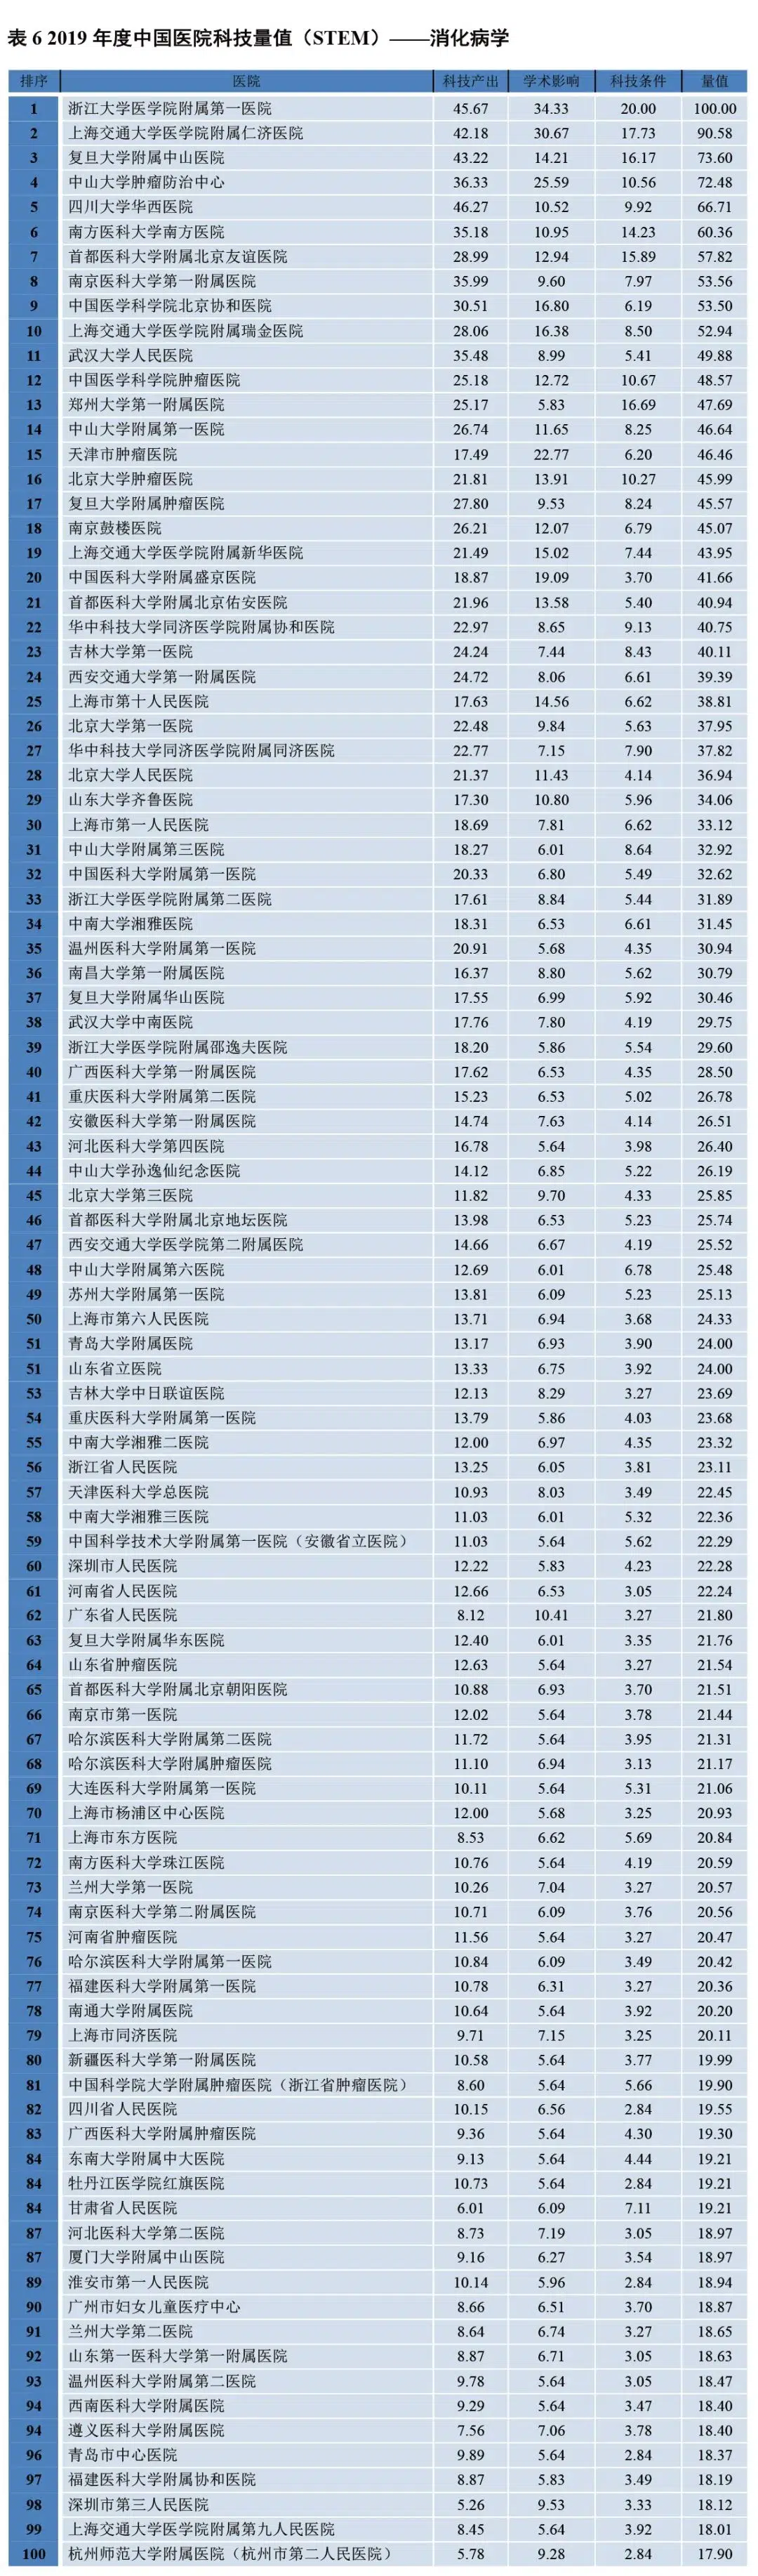 表 6 2019 年度中国医院科技量值（STEM）——消化病学
排序 医院 科技产出 学术影响 科技条件 量值
1 浙江大学医学院附属第一医院 45.67 34.33 20.00 100.00
2 上海交通大学医学院附属仁济医院 42.18 30.67 17.73 90.58
3 复旦大学附属中山医院 43.22 14.21 16.17 73.60
4 中山大学肿瘤防治中心 36.33 25.59 10.56 72.48
5 四川大学华西医院 46.27 10.52 9.92 66.71
6 南方医科大学南方医院 35.18 10.95 14.23 60.36
7 首都医科大学附属北京友谊医院 28.99 12.94 15.89 57.82
8 南京医科大学第一附属医院 35.99 9.60 7.97 53.56
9 中国医学科学院北京协和医院 30.51 16.80 6.19 53.50
10 上海交通大学医学院附属瑞金医院 28.06 16.38 8.50 52.94
11 武汉大学人民医院 35.48 8.99 5.41 49.88
12 中国医学科学院肿瘤医院 25.18 12.72 10.67 48.57
13 郑州大学第一附属医院 25.17 5.83 16.69 47.69
14 中山大学附属第一医院 26.74 11.65 8.25 46.64
15 天津市肿瘤医院 17.49 22.77 6.20 46.46
16 北京大学肿瘤医院 21.81 13.91 10.27 45.99
17 复旦大学附属肿瘤医院 27.80 9.53 8.24 45.57
18 南京鼓楼医院 26.21 12.07 6.79 45.07
19 上海交通大学医学院附属新华医院 21.49 15.02 7.44 43.95
20 中国医科大学附属盛京医院 18.87 19.09 3.70 41.66
21 首都医科大学附属北京佑安医院 21.96 13.58 5.40 40.94
22 华中科技大学同济医学院附属协和医院 22.97 8.65 9.13 40.75
23 吉林大学第一医院 24.24 7.44 8.43 40.11
24 西安交通大学第一附属医院 24.72 8.06 6.61 39.39
25 上海市第十人民医院 17.63 14.56 6.62 38.81
26 北京大学第一医院 22.48 9.84 5.63 37.95
27 华中科技大学同济医学院附属同济医院 22.77 7.15 7.90 37.82
28 北京大学人民医院 21.37 11.43 4.14 36.94
29 山东大学齐鲁医院 17.30 10.80 5.96 34.06
30 上海市第一人民医院 18.69 7.81 6.62 33.12
31 中山大学附属第三医院 18.27 6.01 8.64 32.92
32 中国医科大学附属第一医院 20.33 6.80 5.49 32.62
33 浙江大学医学院附属第二医院 17.61 8.84 5.44 31.89
34 中南大学湘雅医院 18.31 6.53 6.61 31.45
35 温州医科大学附属第一医院 20.91 5.68 4.35 30.94
36 南昌大学第一附属医院 16.37 8.80 5.62 30.79
37 复旦大学附属华山医院 17.55 6.99 5.92 30.46
38 武汉大学中南医院 17.76 7.80 4.19 29.75
39 浙江大学医学院附属邵逸夫医院 18.20 5.86 5.54 29.60
40 广西医科大学第一附属医院 17.62 6.53 4.35 28.50
41 重庆医科大学附属第二医院 15.23 6.53 5.02 26.78
42 安徽医科大学第一附属医院 14.74 7.63 4.14 26.51
43 河北医科大学第四医院 16.78 5.64 3.98 26.40
44 中山大学孙逸仙纪念医院 14.12 6.85 5.22 26.19
45 北京大学第三医院 11.82 9.70 4.33 25.85
46 首都医科大学附属北京地坛医院 13.98 6.53 5.23 25.74
47 西安交通大学医学院第二附属医院 14.66 6.67 4.19 25.52
48 中山大学附属第六医院 12.69 6.01 6.78 25.48
49 苏州大学附属第一医院 13.81 6.09 5.23 25.13
50 上海市第六人民医院 13.71 6.94 3.68 24.33
51 青岛大学附属医院 13.17 6.93 3.90 24.00
51 山东省立医院 13.33 6.75 3.92 24.00
53 吉林大学中日联谊医院 12.13 8.29 3.27 23.69
54 重庆医科大学附属第一医院 13.79 5.86 4.03 23.68
55 中南大学湘雅二医院 12.00 6.97 4.35 23.32
56 浙江省人民医院 13.25 6.05 3.81 23.11
57 天津医科大学总医院 10.93 8.03 3.49 22.45
58 中南大学湘雅三医院 11.03 6.01 5.32 22.36
59 中国科学技术大学附属第一医院（安徽省立医院） 11.03 5.64 5.62 22.29
60 深圳市人民医院 12.22 5.83 4.23 22.28
61 河南省人民医院 12.66 6.53 3.05 22.24
62 广东省人民医院 8.12 10.41 3.27 21.80
63 复旦大学附属华东医院 12.40 6.01 3.35 21.76
64 山东省肿瘤医院 12.63 5.64 3.27 21.54
65 首都医科大学附属北京朝阳医院 10.88 6.93 3.70 21.51
66 南京市第一医院 12.02 5.64 3.78 21.44
67 哈尔滨医科大学附属第二医院 11.72 5.64 3.95 21.31
68 哈尔滨医科大学附属肿瘤医院 11.10 6.94 3.13 21.17
69 大连医科大学附属第一医院 10.11 5.64 5.31 21.06
70 上海市杨浦区中心医院 12.00 5.68 3.25 20.93
71 上海市东方医院 8.53 6.62 5.69 20.84
72 南方医科大学珠江医院 10.76 5.64 4.19 20.59
73 兰州大学第一医院 10.26 7.04 3.27 20.57
74 南京医科大学第二附属医院 10.71 6.09 3.76 20.56
75 河南省肿瘤医院 11.56 5.64 3.27 20.47
76 哈尔滨医科大学附属第一医院 10.84 6.09 3.49 20.42
77 福建医科大学附属第一医院 10.78 6.31 3.27 20.36
78 南通大学附属医院 10.64 5.64 3.92 20.20
79 上海市同济医院 9.71 7.15 3.25 20.11
80 新疆医科大学第一附属医院 10.58 5.64 3.77 19.99
81 中国科学院大学附属肿瘤医院（浙江省肿瘤医院） 8.60 5.64 5.66 19.90
82 四川省人民医院 10.15 6.56 2.84 19.55
83 广西医科大学附属肿瘤医院 9.36 5.64 4.30 19.30
84 东南大学附属中大医院 9.13 5.64 4.44 19.21
84 牡丹江医学院红旗医院 10.73 5.64 2.84 19.21
84 甘肃省人民医院 6.01 6.09 7.11 19.21
87 河北医科大学第二医院 8.73 7.19 3.05 18.97
87 厦门大学附属中山医院 9.16 6.27 3.54 18.97
89 淮安市第一人民医院 10.14 5.96 2.84 18.94
90 广州市妇女儿童医疗中心 8.66 6.51 3.70 18.87
91 兰州大学第二医院 8.64 6.74 3.27 18.65
92 山东第一医科大学第一附属医院 8.87 6.71 3.05 18.63
93 温州医科大学附属第二医院 9.78 5.64 3.05 18.47
94 西南医科大学附属医院 9.29 5.64 3.47 18.40
94 遵义医科大学附属医院 7.56 7.06 3.78 18.40
96 青岛市中心医院 9.89 5.64 2.84 18.37
97 福建医科大学附属协和医院 8.87 5.83 3.49 18.19
98 深圳市第三人民医院 5.26 9.53 3.33 18.12
99 上海交通大学医学院附属第九人民医院 8.45 5.64 3.92 18.01
100 杭州师范大学附属医院（杭州市第二人民医院） 5.78 9.28 2.84 17.90